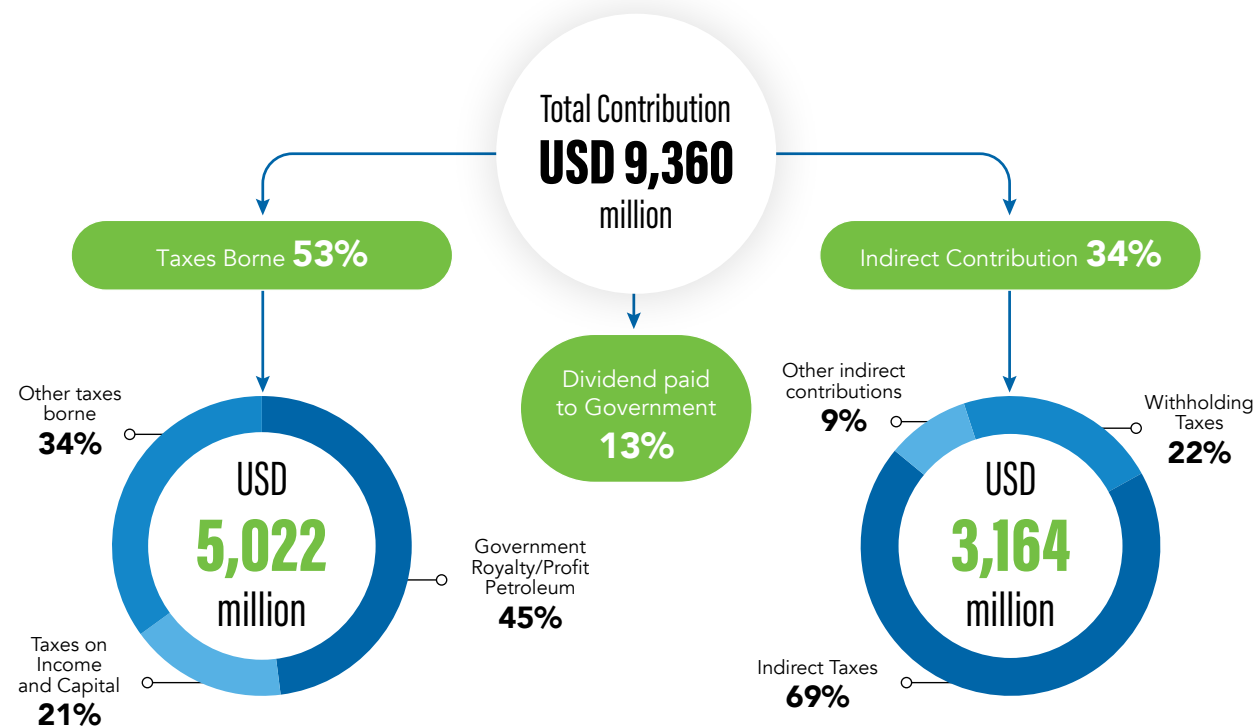 Total Contribution
USD 9,360
million
Taxes Borne 53%
Indirect Contribution 34%
Dividend paid
to Government
13%
Other taxes
borne
34%
USD
5,022
million
Government
Royalty/Profit
Petroleum
45%
Taxes on
Income
and Capital
21%
Other indirect
contributions
9%
Withholding
Taxes
22%
USD
3,164
million
Indirect Taxes
69%